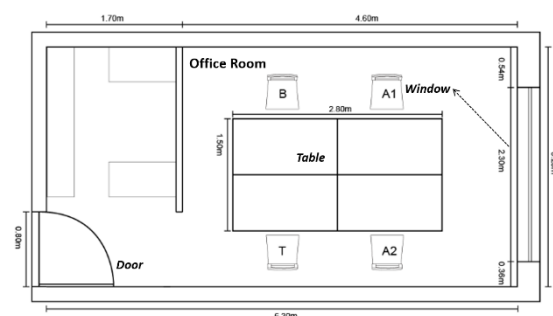 1.70m 4.60m
Office Room
B A1
Window
0.54m
2.80m
1.50m
Table
2.30m
0.80m
Door
T A2
0.36m